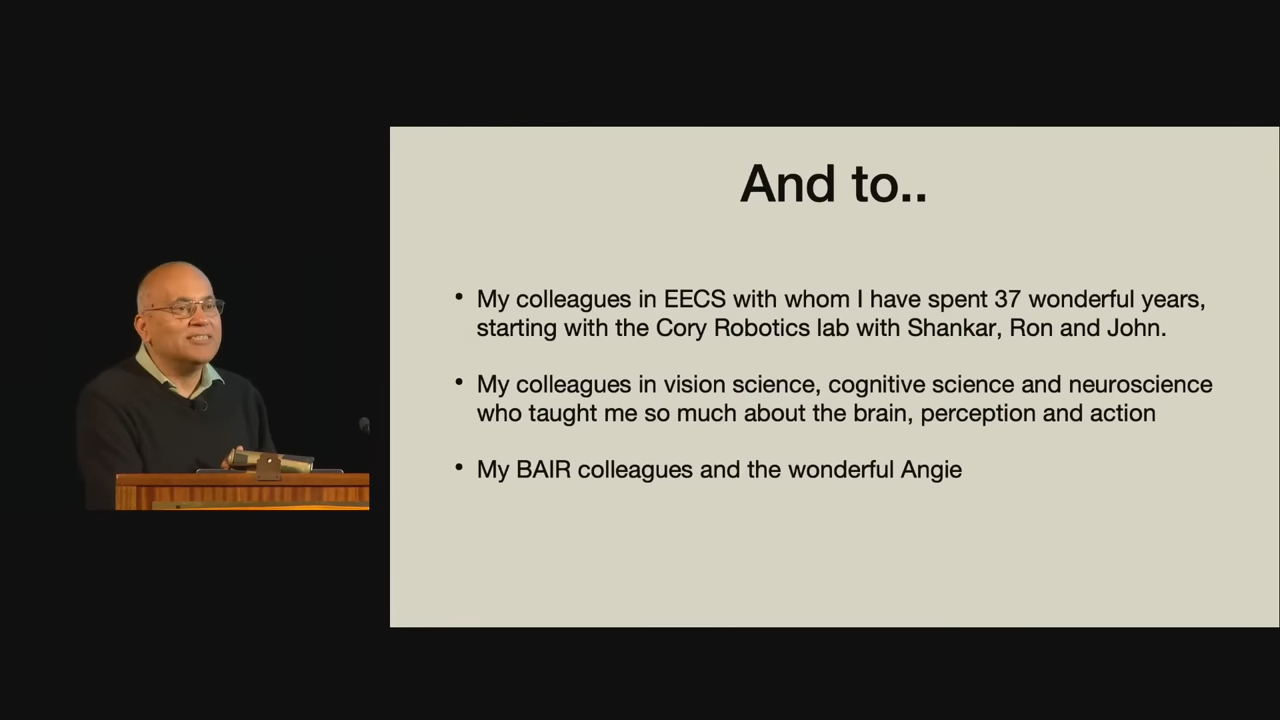 And to..
• My colleagues in EECS with whom I have spent 37 wonderful years,
starting with the Cory Robotics lab with Shankar, Ron and John.
• My colleagues in vision science, cognitive science and neuroscience
who taught me so much about the brain, perception and action
• My BAIR colleagues and the wonderful Angie